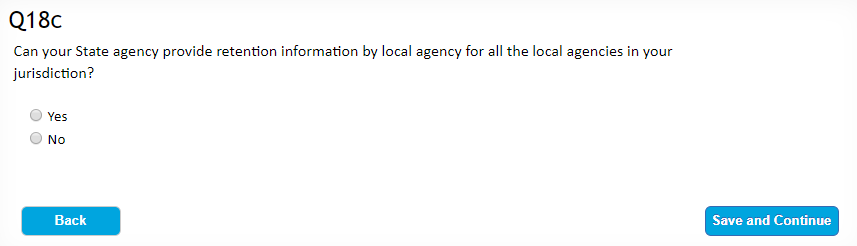 Q18c
Can your State agency provide retention information by local agency for all the local agencies in your
jurisdiction?
Yes
No
Back
Save and Continue